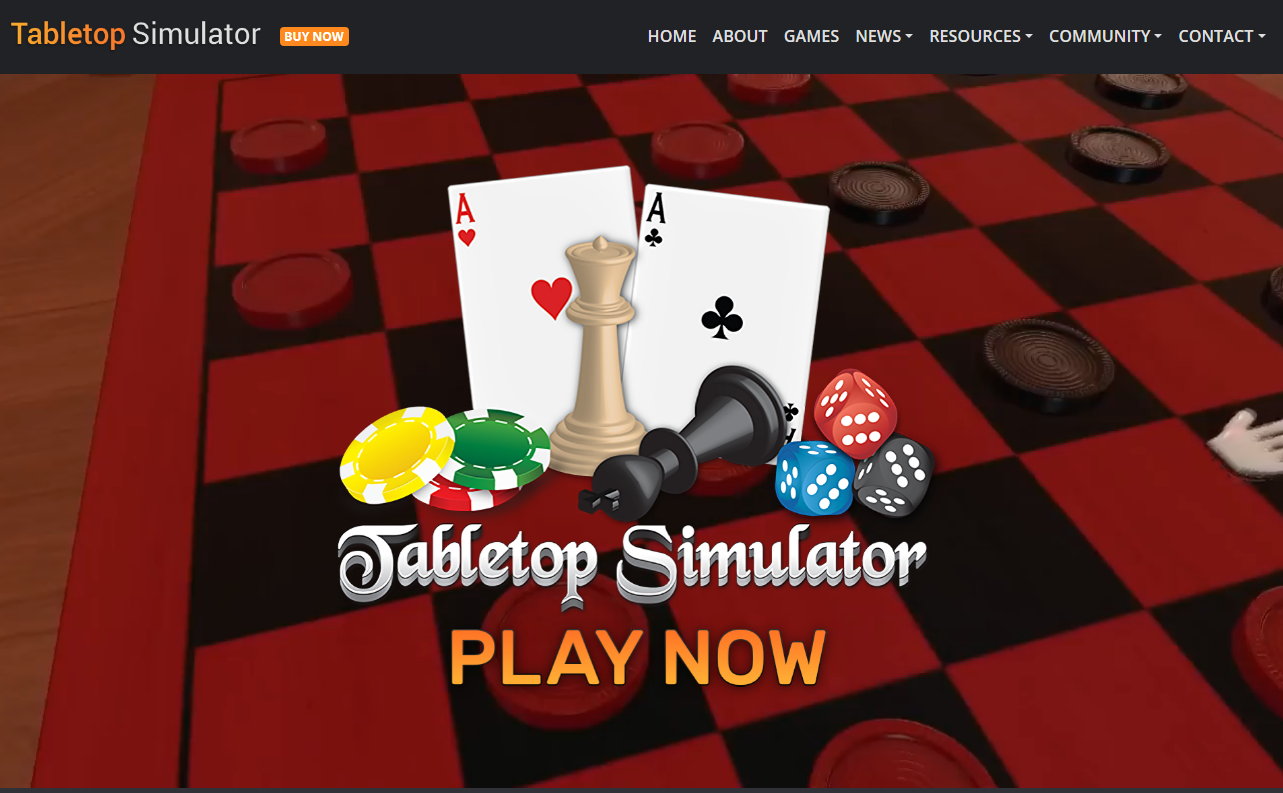 Tabletop Simulator BUY NOW HOME ABOUT GAMES NEWS RESOURCES COMMUNITY CONTACT
A A
Tabletop Simulator
PLAY NOW